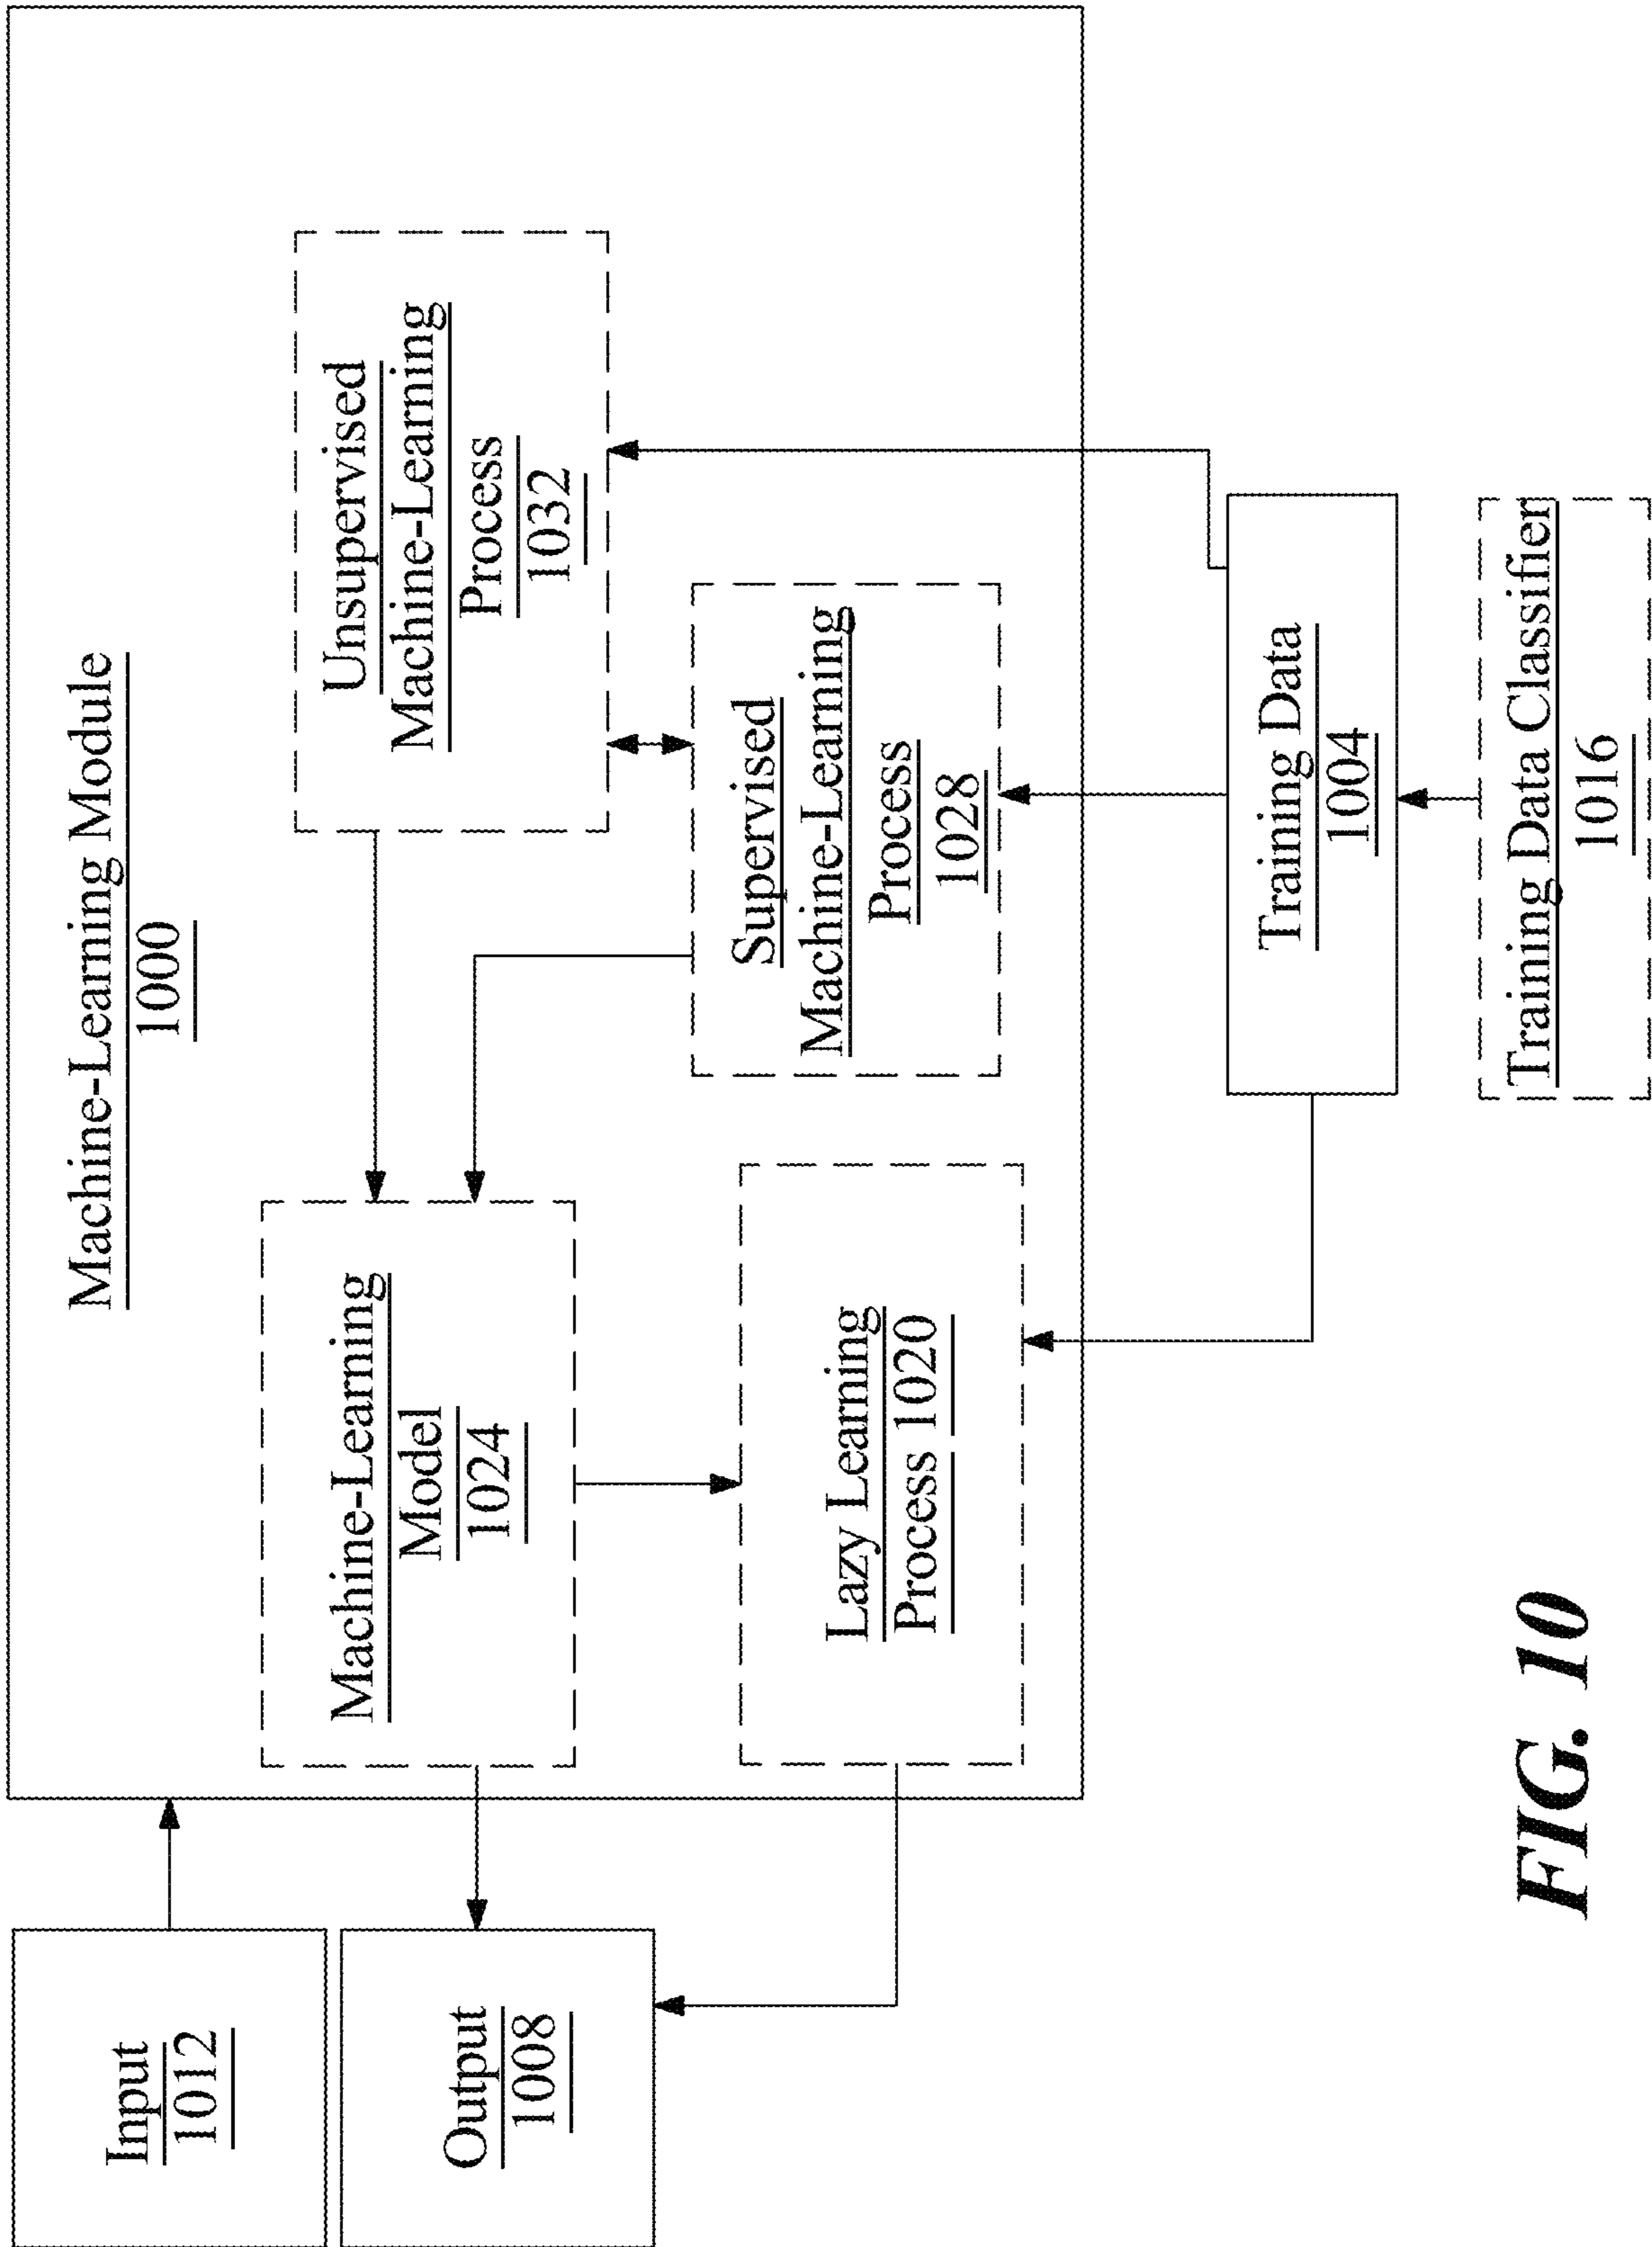 Machine-Learning Module
1000
Input
1012
Output
1008
Machine-Learning
Model
1024
Unsupervised
Machine-Learning
Process
1032
Supervised
Machine-Learning
Process
1028
Lazy Learning
Process 1020
Training Data
1004
Training Data Classifier
1016
FIG. 10